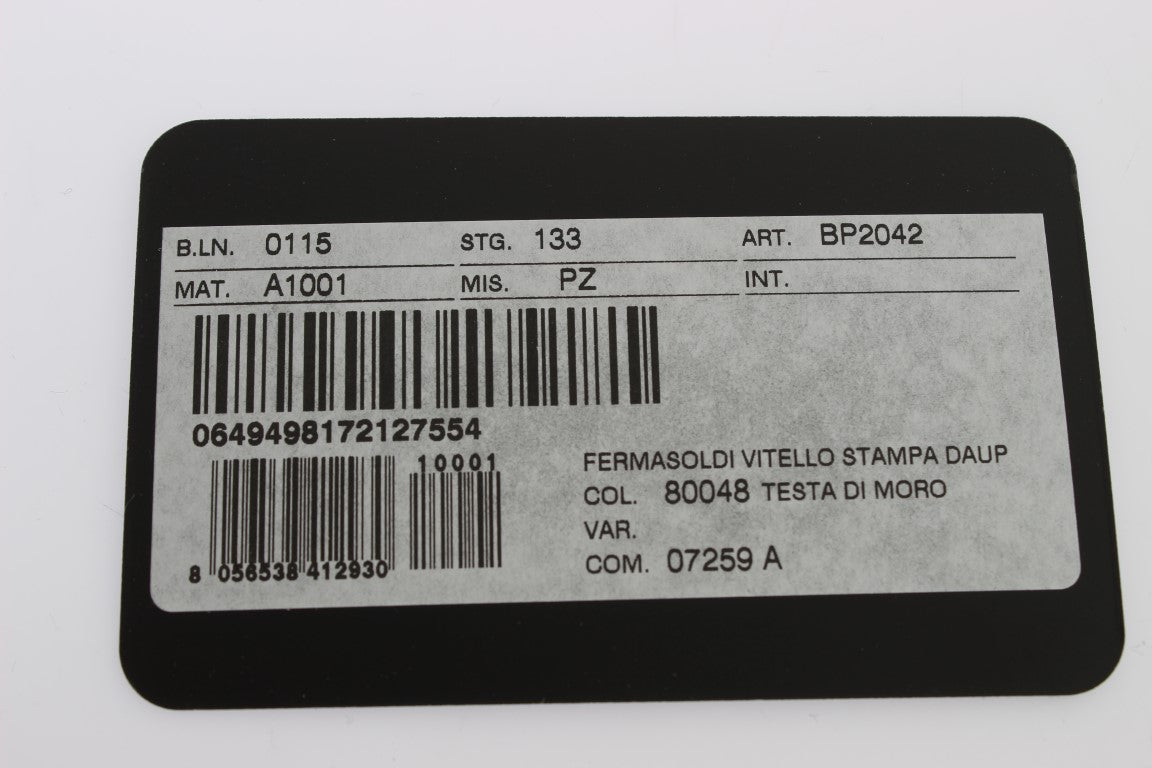 B.LN. 0115 STG. 133 ART. BP2042
MAT. A1001 MIS. PZ INT.
0649498172127554
10001
8 056538 412930
FERMASOLDI VITELLO STAMPA DAUP
COL. 80048 TESTA DI MORO
VAR.
COM. 07259 A